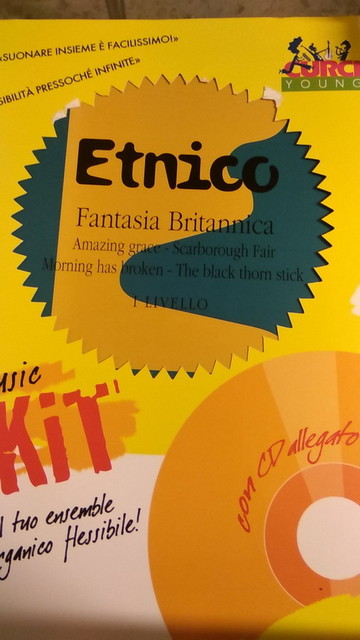 «SUONARE INSIEME È FACILISSIMO!»
SIBILITÀ PRESSOCHÉ INFINITE»
CURCI
YOUNG
Etnico
Fantasia Britannica
Amazing grace - Scarborough Fair
Morning has broken - The black thorn stick
I LIVELLO
usic
KiT
con CD allegato
l tuo ensemble
rganico flessibile!